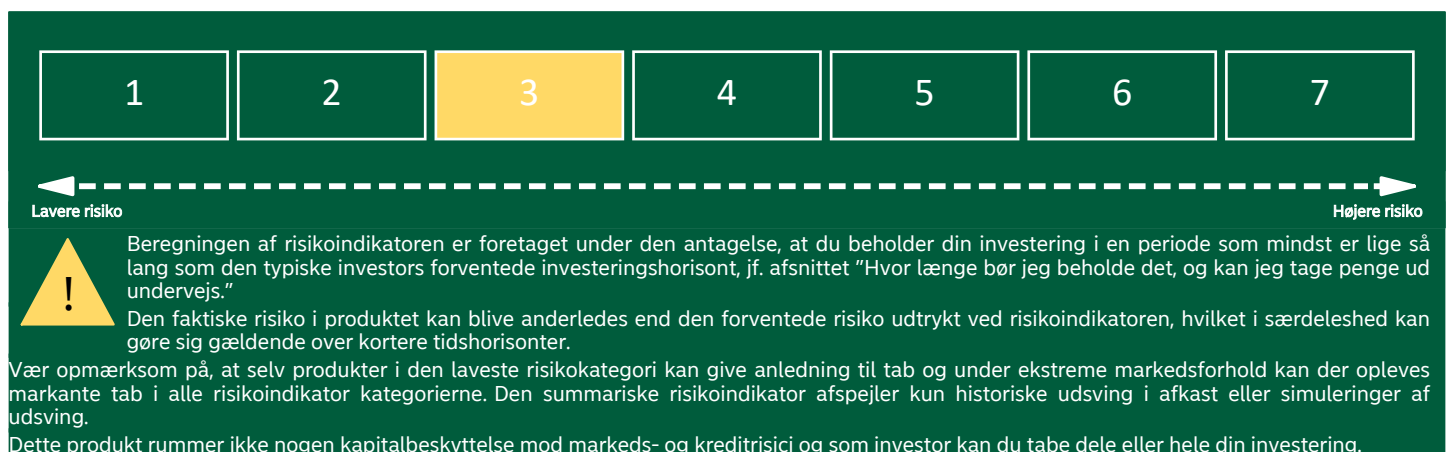 1 2 3 4 5 6 7
Lavere risiko Højere risiko
Beregningen af risikoindikatoren er foretaget under den antagelse, at du beholder din investering i en periode som mindst er lige så
lang som den typiske investors forventede investeringshorisont, jf. afsnittet ”Hvor længe bør jeg beholde det, og kan jeg tage penge ud
undervejs.”
!
Den faktiske risiko i produktet kan blive anderledes end den forventede risiko udtrykt ved risikoindikatoren, hvilket i særdeleshed kan
gøre sig gældende over kortere tidshorisonter.
Vær opmærksom på, at selv produkter i den laveste risikokategori kan give anledning til tab og under ekstreme markedsforhold kan der opleves
markante tab i alle risikoindikator kategorierne. Den summariske risikoindikator afspejler kun historiske udsving i afkast eller simuleringer af
udsving.
Dette produkt rummer ikke nogen kapitalbeskyttelse mod markeds- og kreditrisici og som investor kan du tabe dele eller hele din investering.